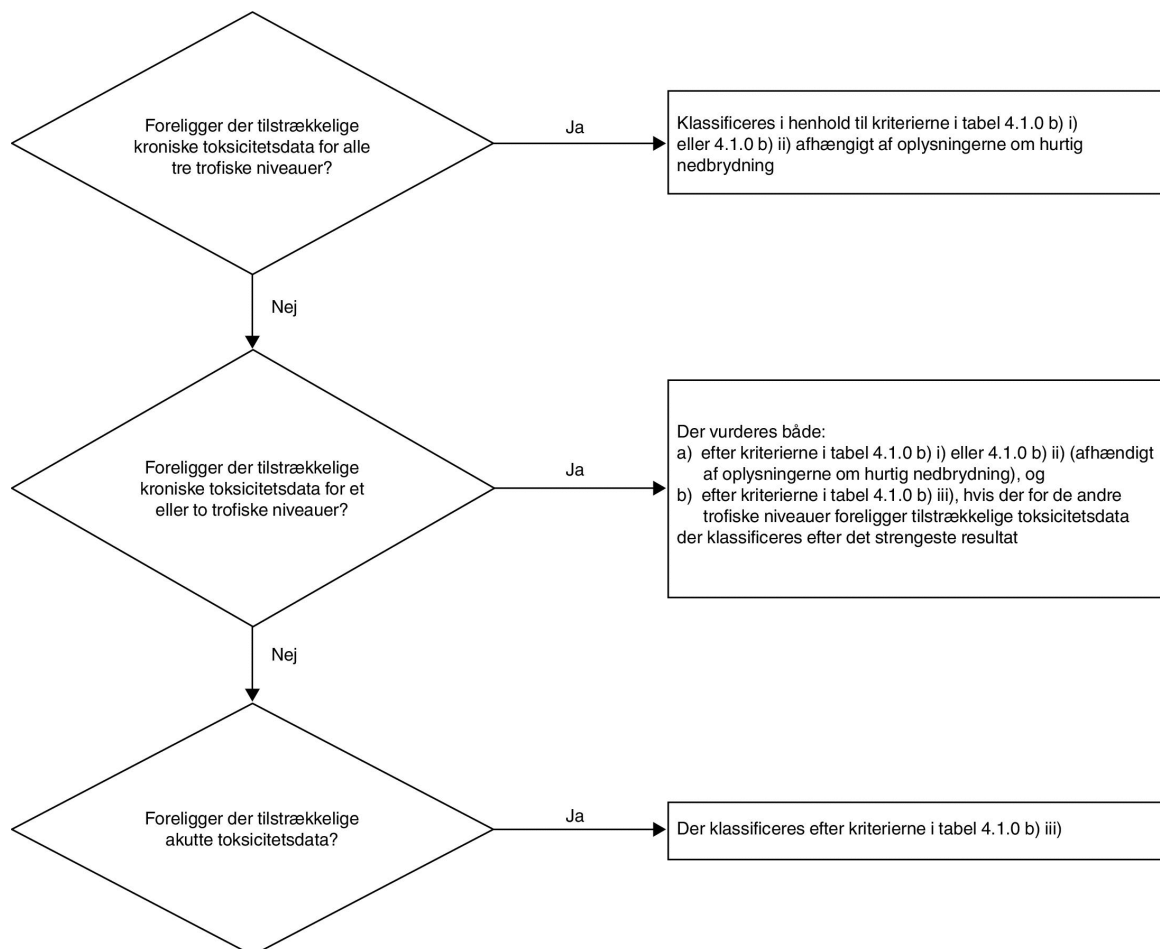 Foreligger der tilstrækkelige
kroniske toksicitetsdata for alle
tre trofiske niveauer?
Ja
Klassificeres i henhold til kriterierne i tabel 4.1.0 b) i)
eller 4.1.0 b) ii) afhængigt af oplysningerne om hurtig
nedbrydning
Nej
Foreligger der tilstrækkelige
kroniske toksicitetsdata for et
eller to trofiske niveauer?
Ja
Der vurderes både:
a) efter kriterierne i tabel 4.1.0 b) i) eller 4.1.0 b) ii) (afhændigt
af oplysningerne om hurtig nedbrydning), og
b) efter kriterierne i tabel 4.1.0 b) iii), hvis der for de andre
trofiske niveauer foreligger tilstrækkelige toksicitetsdata
der klassificeres efter det strengeste resultat
Nej
Foreligger der tilstrækkelige
akutte toksicitetsdata?
Ja
Der klassificeres efter kriterierne i tabel 4.1.0 b) iii)